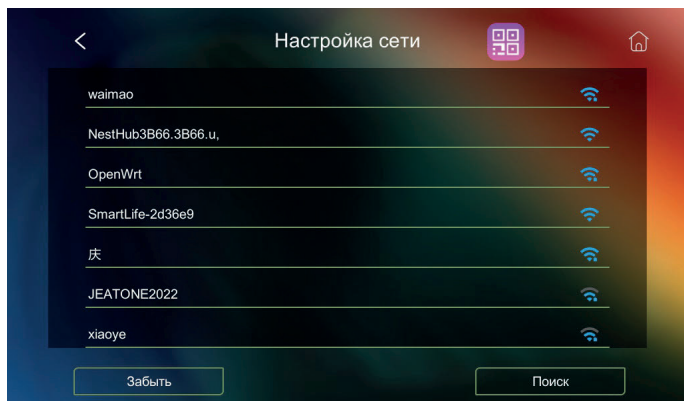 Настройка сети
waimao
NestHub3B66.3B66.u,
OpenWrt
SmartLife-2d36e9
庆
JEATONE2022
xiaoye
Забыть
Поиск